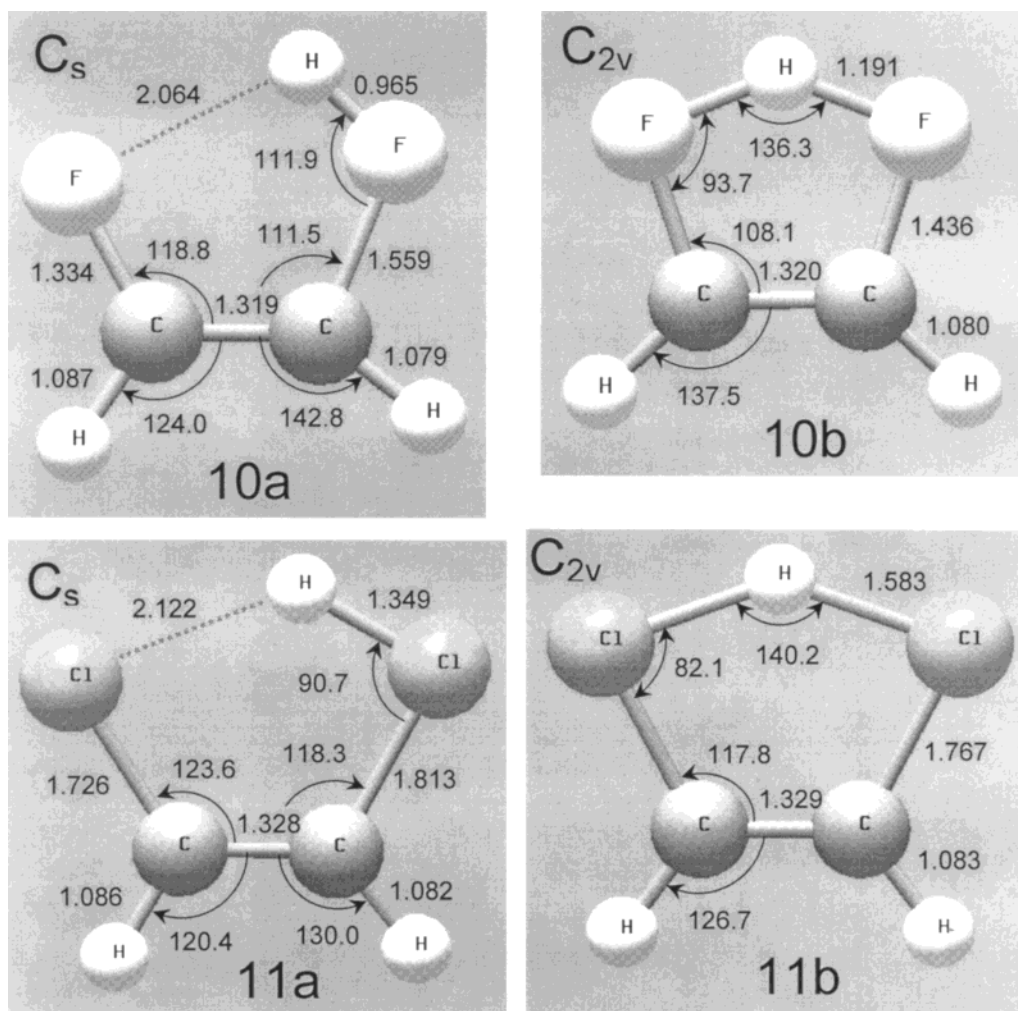 Cs
H
0.965
2.064
F
F
111.9
118.8
111.5
1.334
1.559
C
1.319
C
1.087
1.079
H
124.0
142.8
H
10a
C2v
H
1.191
F
F
136.3
93.7
108.1
1.436
C
1.320
C
1.080
H
137.5
H
10b
Cs
H
1.349
2.122
Cl
Cl
90.7
118.3
1.726
123.6
1.813
C
1.328
C
1.086
1.082
H
120.4
130.0
H
11a
C2v
H
1.583
Cl
Cl
82.1
140.2
117.8
1.767
C
1.329
C
1.083
H
126.7
H
11b